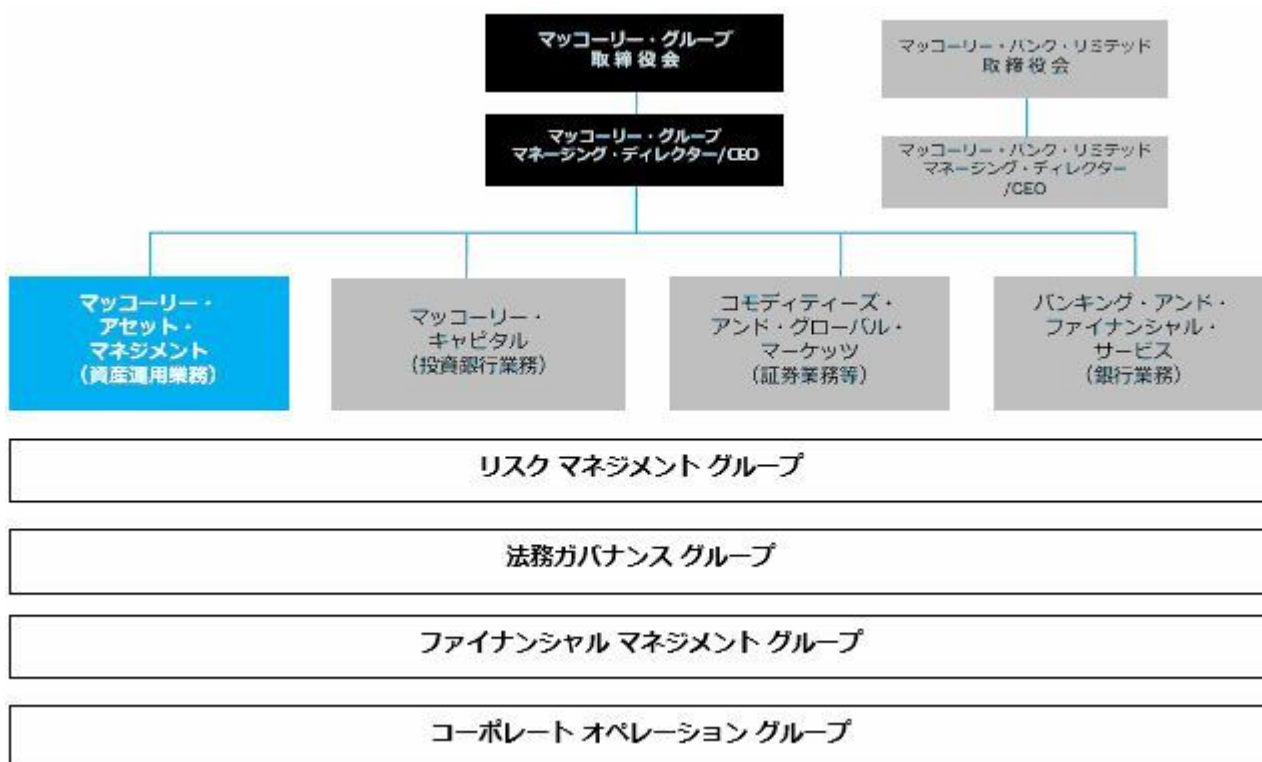 マッコーリー・グループ
取締役会
マッコーリー・バンク・リミテッド
取締役会
マッコーリー・グループ
マネージング・ディレクター/CEO
マッコーリー・バンク・リミテッド
マネージング・ディレクター
/CEO
マッコーリー・
アセット・
マネジメント
(資産運用業務)
マッコーリー・
キャピタル
(投資銀行業務)
コモディティーズ・
アンド・グローバル・
マーケッツ
(証券業務等)
バンキング・アンド・
ファイナンシャル・
サービス
(銀行業務)
リスク マネジメント グループ
法務ガバナンス グループ
ファイナンシャル マネジメント グループ
コーポレート オペレーション グループ